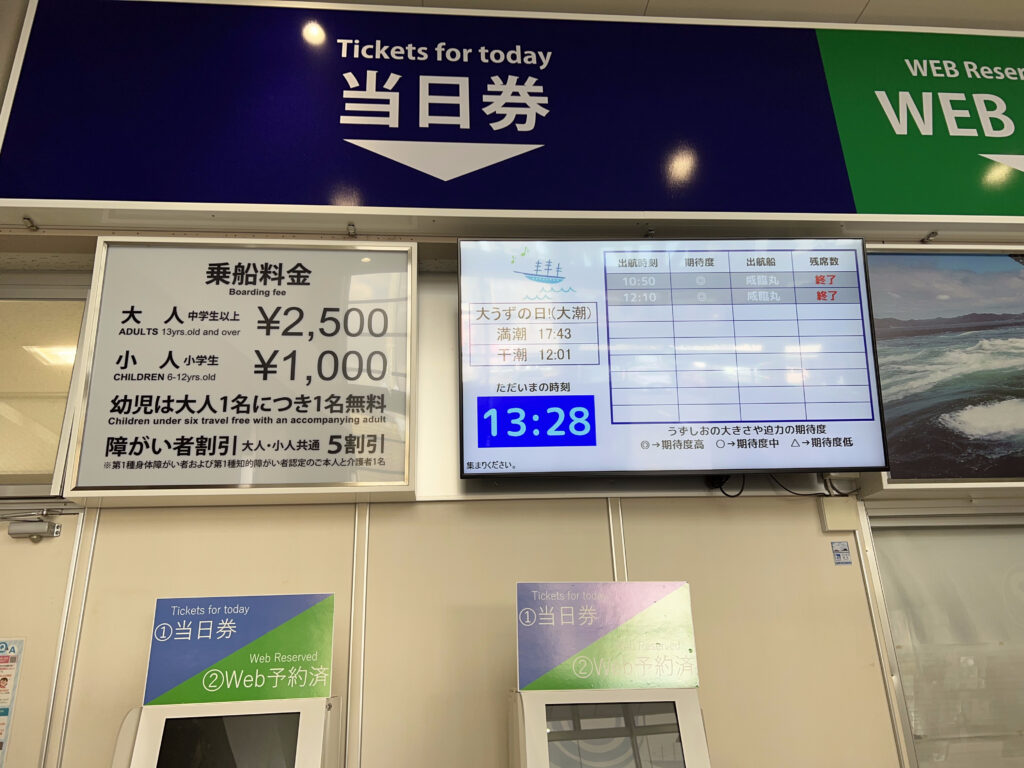 Tickets for today
当日券
WEB
乗船料金
Boarding fee
大 人 中学生以上 ¥2,500
ADULTS 13yrs.old and over
小 人 小学生 ¥1,000
CHILDREN 6-12yrs.old
幼児は大人1名につき1名無料
Children under six travel free with an accompanying adult
障がい者割引 大人・小人共通 5割引
※第1種身体障がい者および第1種知的障がい者認定のご本人と介護者1名
大うずの日!(大潮)
満潮 17:43
干潮 12:01
ただいまの時刻
13:28
集まりください。
出航時刻 期待度 出航船 残席数
10:50 ◎ 咸臨丸 終了
12:10 ◎ 咸臨丸 終了
うずしおの大きさや迫力の期待度
◎→期待度高 ○→期待度中 △→期待度低
Tickets for today
①当日券
Web Reserved
②Web予約済
Tickets for today
①当日券
Web Reserved
②Web予約済